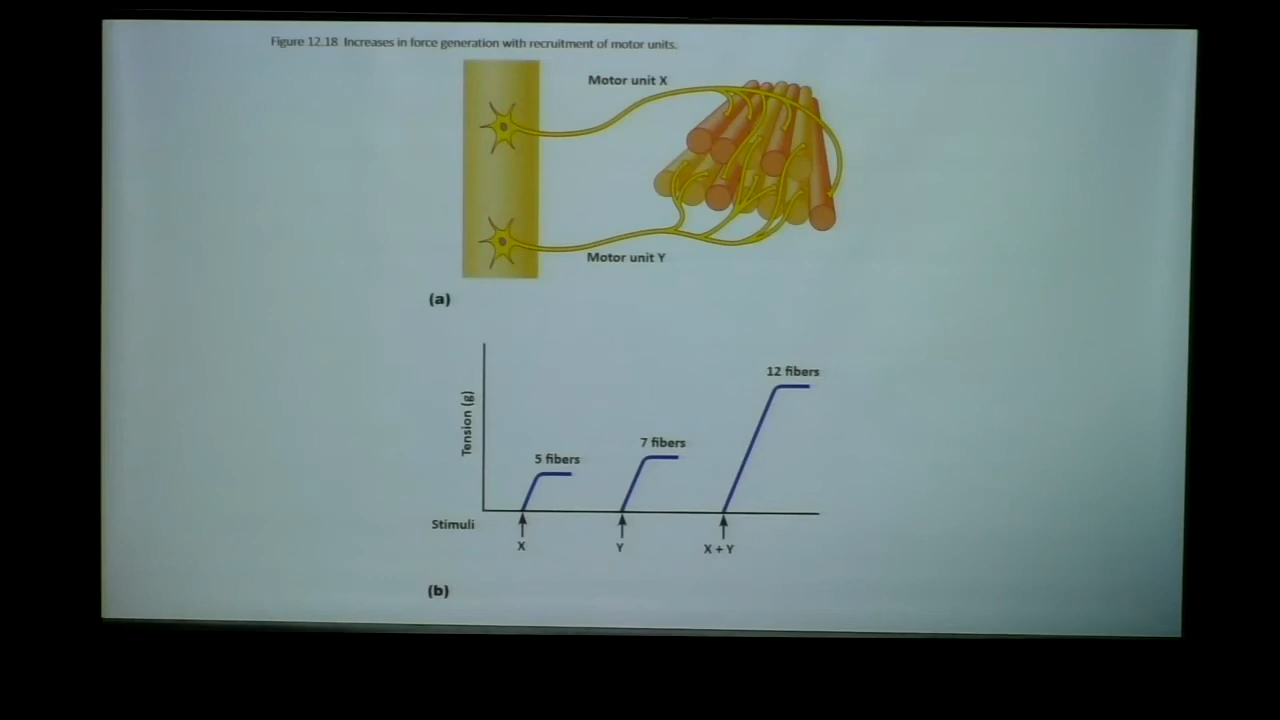 Figure 12.18 Increases in force generation with recruitment of motor units.
Motor unit X
Motor unit Y
(a)
12 fibers
7 fibers
5 fibers
Tension (g)
Stimuli
X
Y
X + Y
(b)